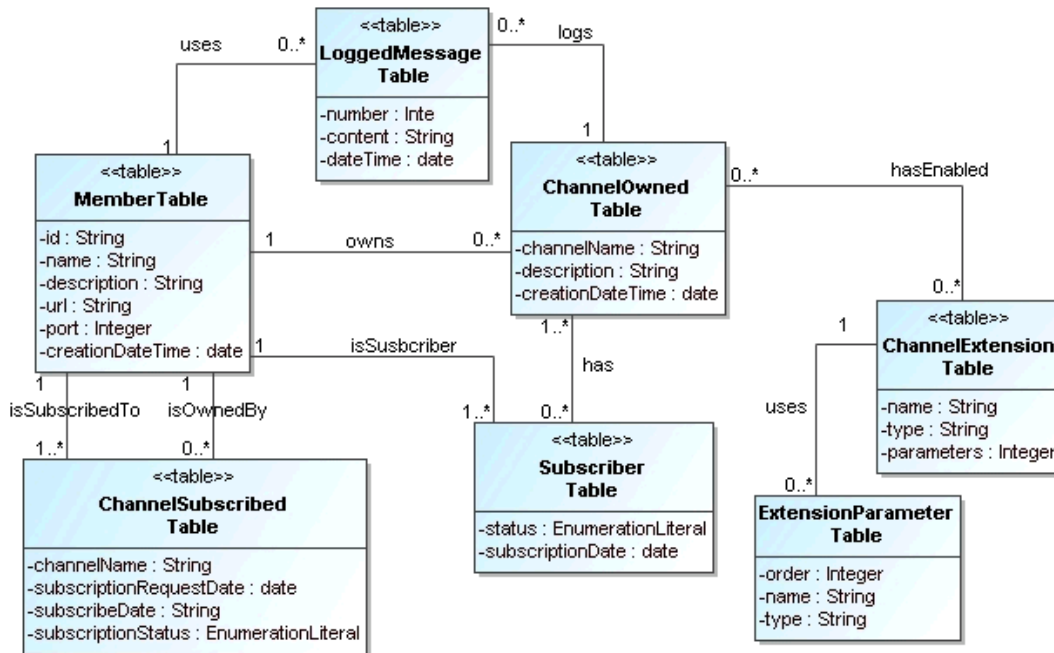 <<table>>
LoggedMessage
Table
-number : Inte
-content : String
-dateTime : date
uses
0..*
1
0..*
logs
1
<<table>>
MemberTable
-id : String
-name : String
-description : String
-url : String
-port : Integer
-creationDateTime : date
1
owns
0..*
<<table>>
ChannelOwned
Table
-channelName : String
-description : String
-creationDateTime : date
0..*
hasEnabled
0..*
<<table>>
ChannelExtension
Table
-name : String
-type : String
-parameters : Integer
1
isSusbcriber
1..*
1..*
has
0..*
1
uses
0..*
1
isSubscribedTo
1..*
1
isOwnedBy
0..*
<<table>>
ChannelSubscribed
Table
-channelName : String
-subscriptionRequestDate : date
-subscribeDate : String
-subscriptionStatus : EnumerationLiteral
<<table>>
Subscriber
Table
-status : EnumerationLiteral
-subscriptionDate : date
ExtensionParameter
Table
-order : Integer
-name : String
-type : String